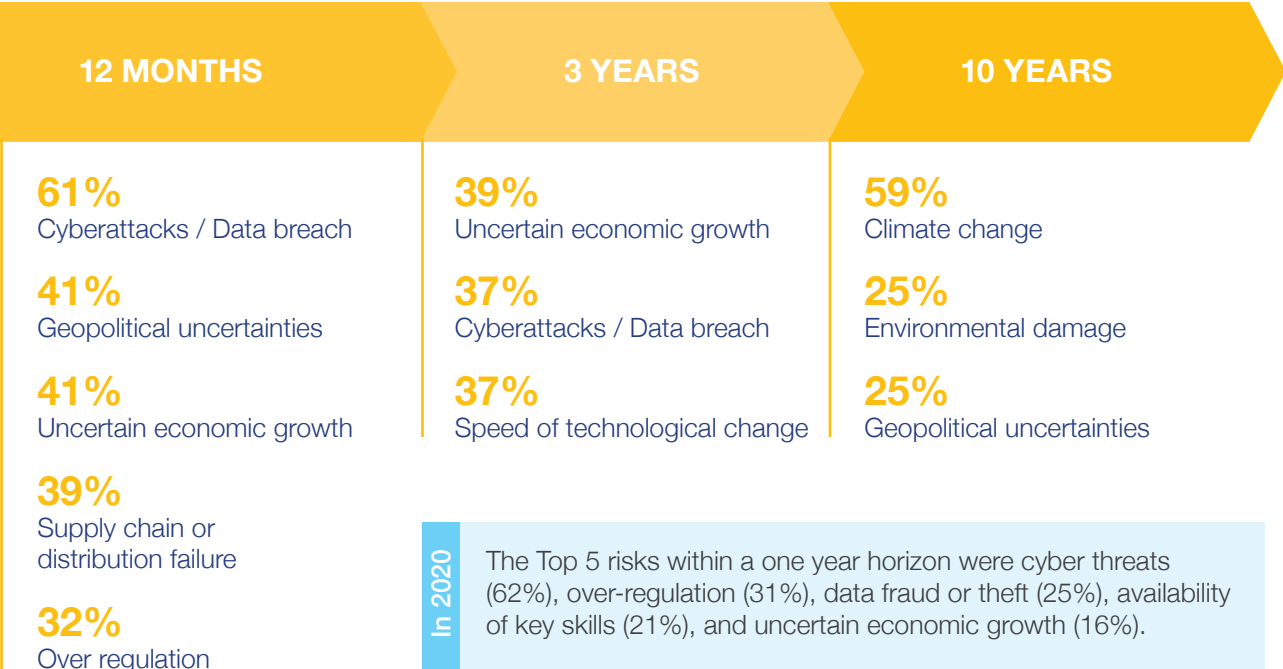 12 MONTHS
3 YEARS
10 YEARS
61%
Cyberattacks / Data breach
41%
Geopolitical uncertainties
41%
Uncertain economic growth
39%
Supply chain or
distribution failure
32%
Over regulation
39%
Uncertain economic growth
37%
Cyberattacks / Data breach
37%
Speed of technological change
59%
Climate change
25%
Environmental damage
25%
Geopolitical uncertainties
In 2020
The Top 5 risks within a one year horizon were cyber threats
(62%), over-regulation (31%), data fraud or theft (25%), availability
of key skills (21%), and uncertain economic growth (16%).